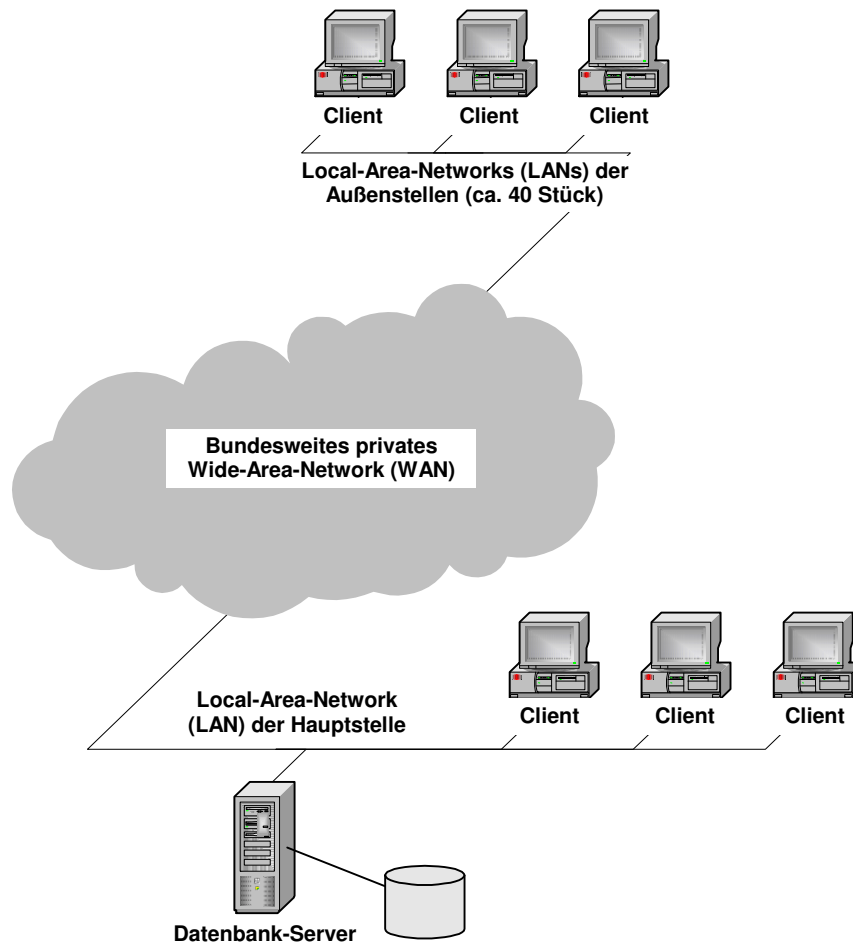 Client Client Client
Local-Area-Networks (LANs) der
Außenstellen (ca. 40 Stück)
Bundesweites privates
Wide-Area-Network (WAN)
Local-Area-Network
(LAN) der Hauptstelle
Client Client Client
Datenbank-Server